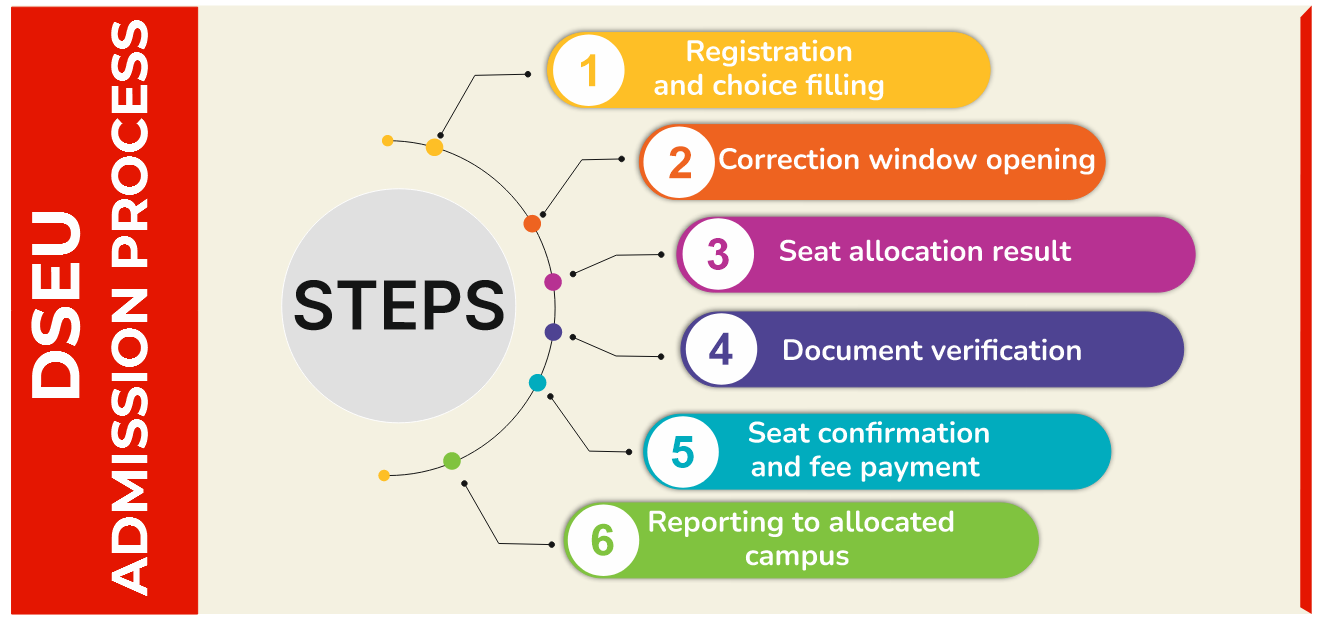 DSEU
ADMISSION PROCESS
STEPS
1
Registration
and choice filling
2
Correction window opening
3
Seat allocation result
4
Document verification
5
Seat confirmation
and fee payment
6
Reporting to allocated
campus